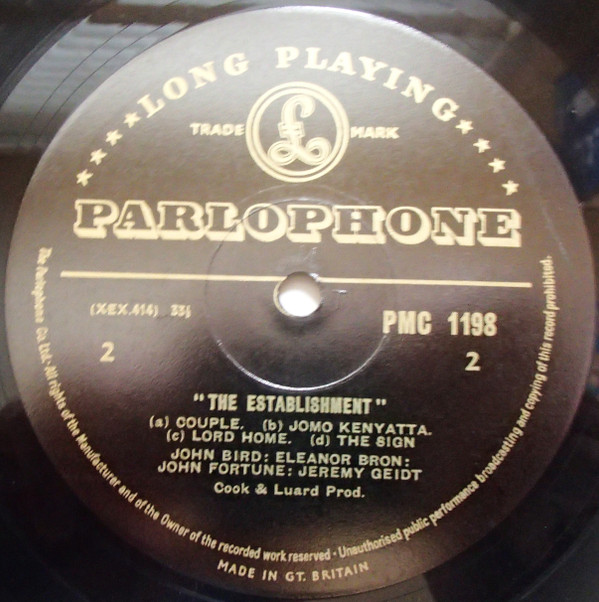 LONG PLAYING
TRADE £ MARK
PARLOPHONE
(XEX.414) 33⅓
PMC 1198
2
2
"THE ESTABLISHMENT"
(a) COUPLE. (b) JOMO KENYATTA.
(c) LORD HOME. (d) THE SIGN
JOHN BIRD: ELEANOR BRON:
JOHN FORTUNE: JEREMY GEIDT
Cook & Luard Prod.
The Parlophone Co. Ltd. · All rights of the Manufacturer and of the Owner of the recorded work reserved · Unauthorised public performance broadcasting and copying of this record prohibited.
MADE IN GT. BRITAIN